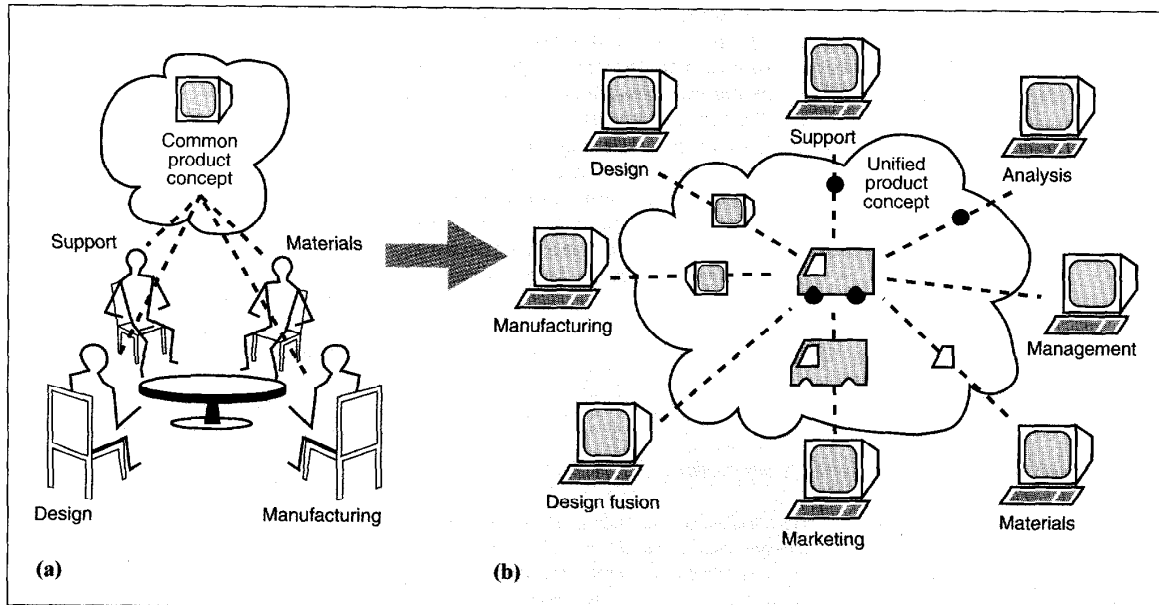 Common
product
concept
Support
Materials
Design
Manufacturing
(a)
Support
Design
Unified
product
concept
Analysis
Manufacturing
Management
Design fusion
Marketing
Materials
(b)